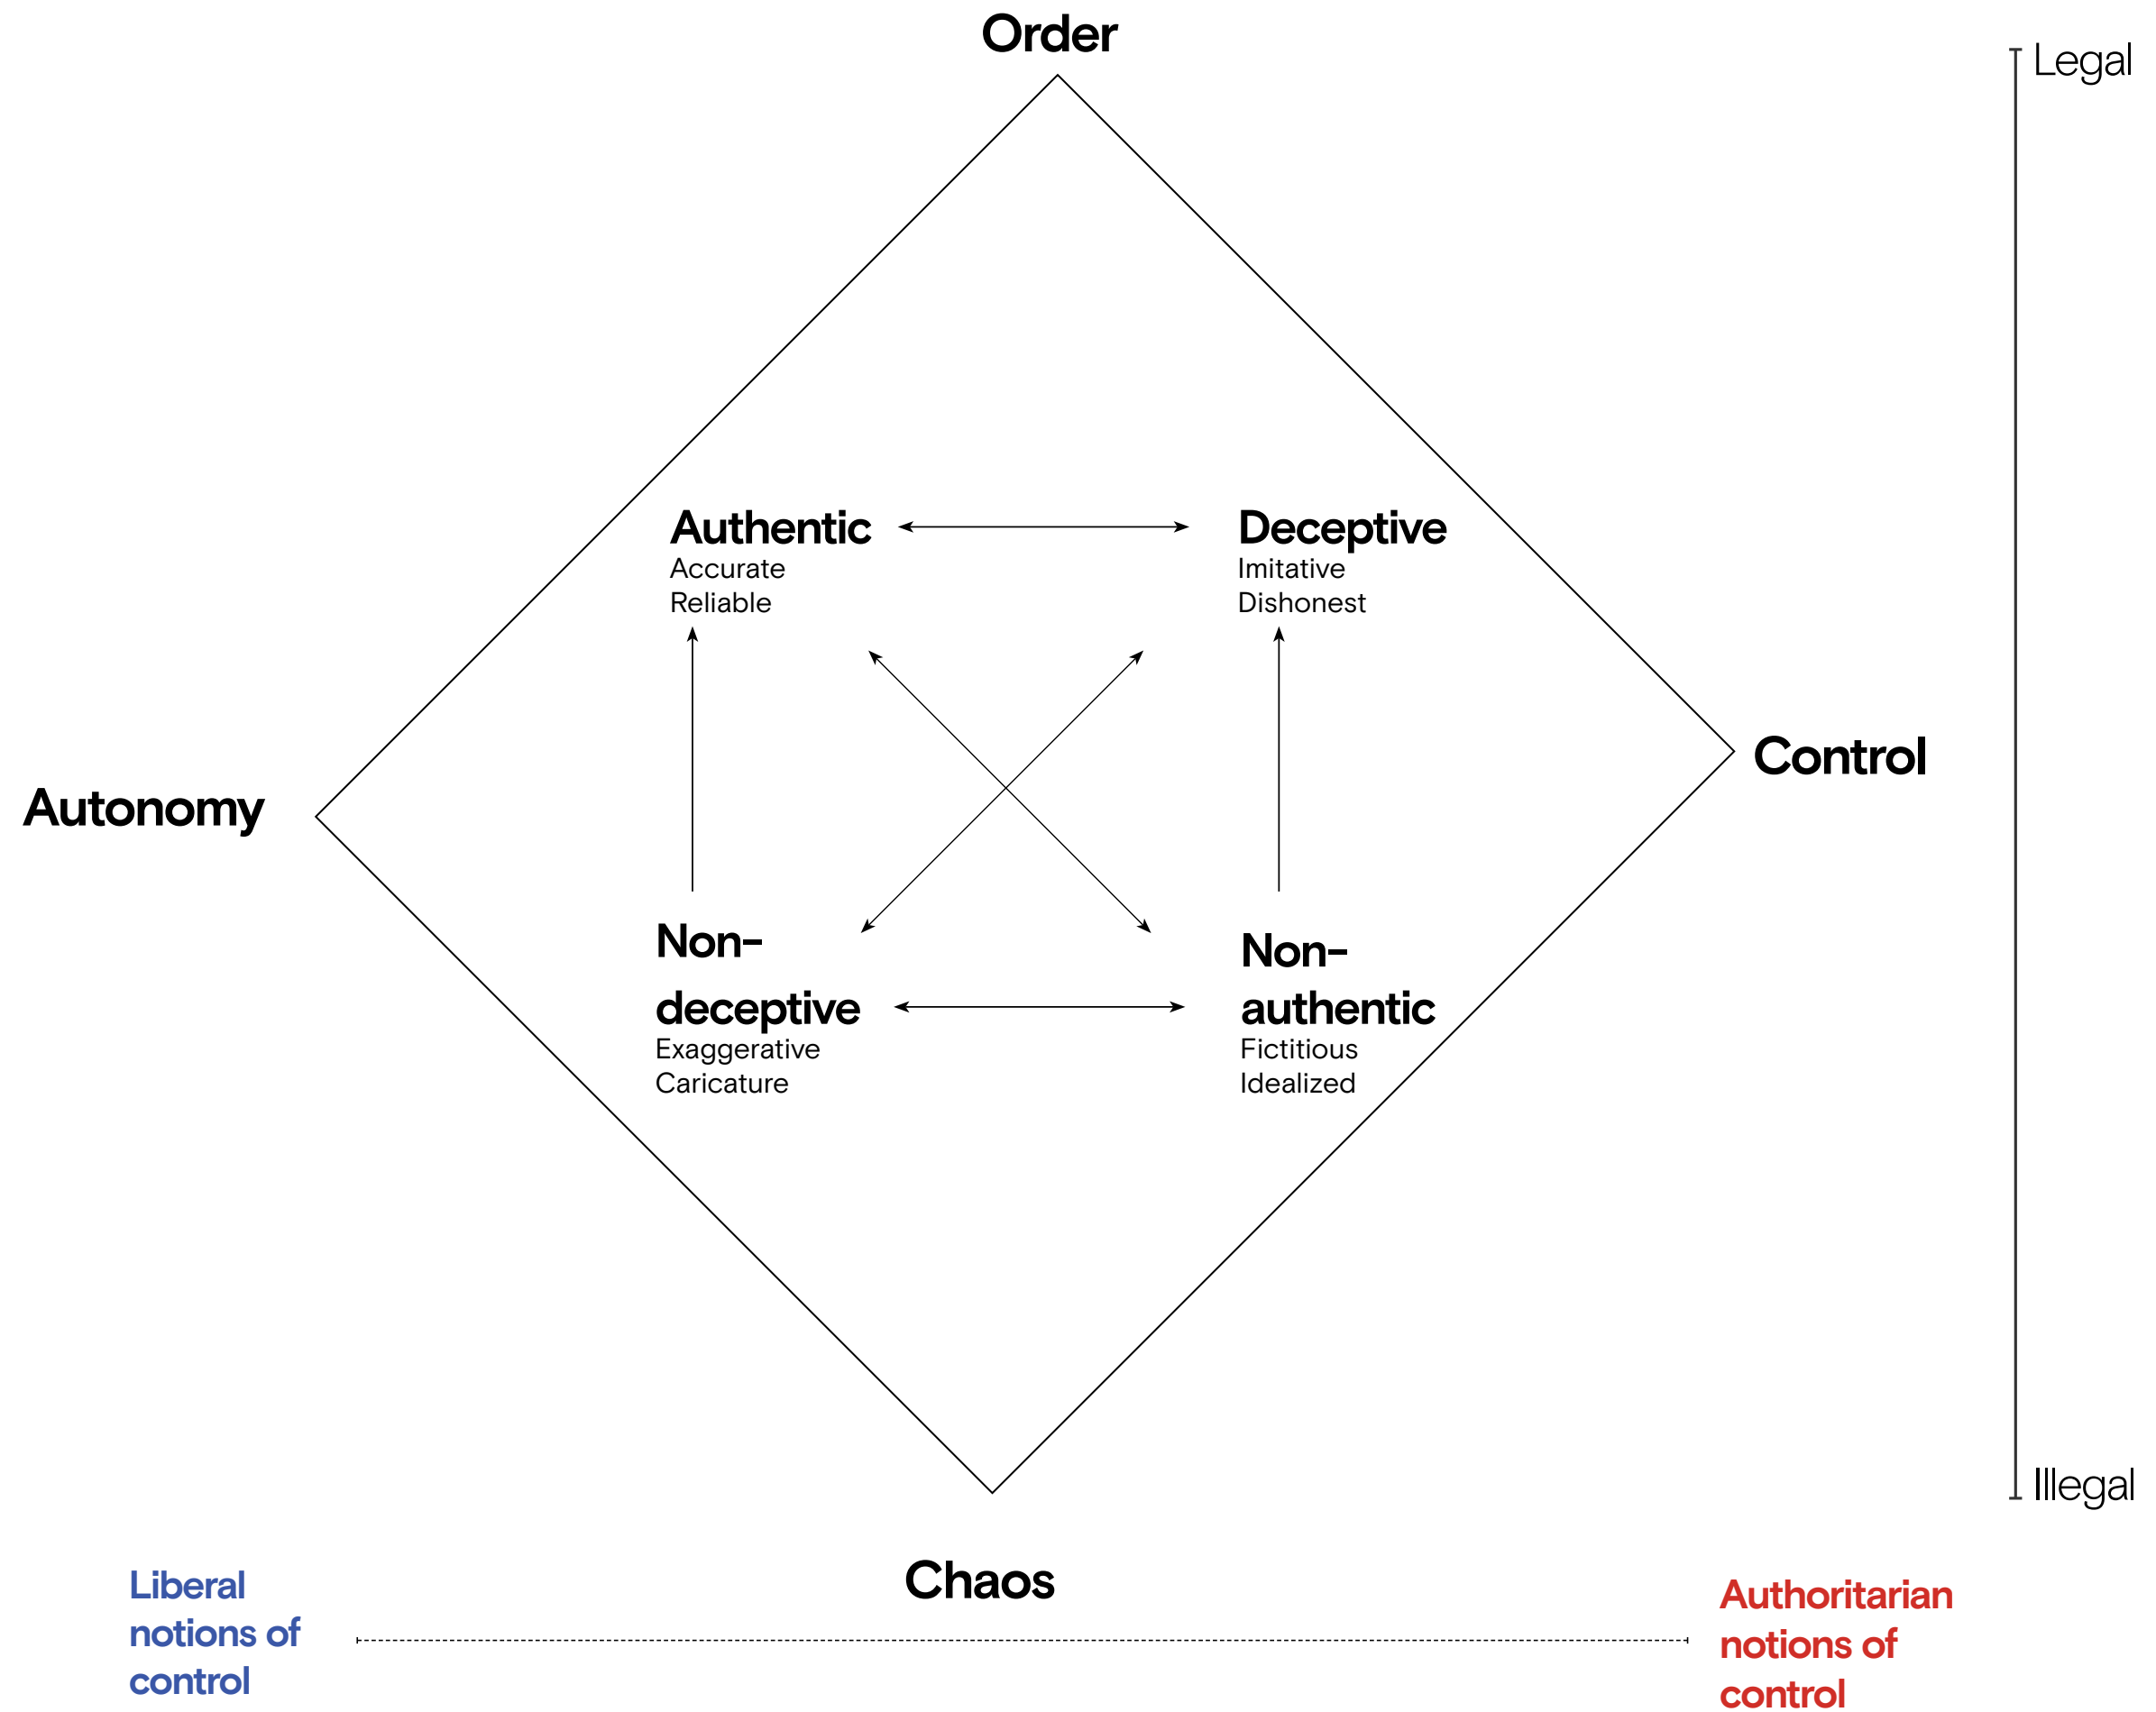 Order
Legal
Authentic
Accurate
Reliable
Deceptive
Imitative
Dishonest
Autonomy
Control
Non-
deceptive
Exaggerative
Caricature
Non-
authentic
Fictitious
Idealized
Illegal
Chaos
Liberal
notions of
control
Authoritarian
notions of
control